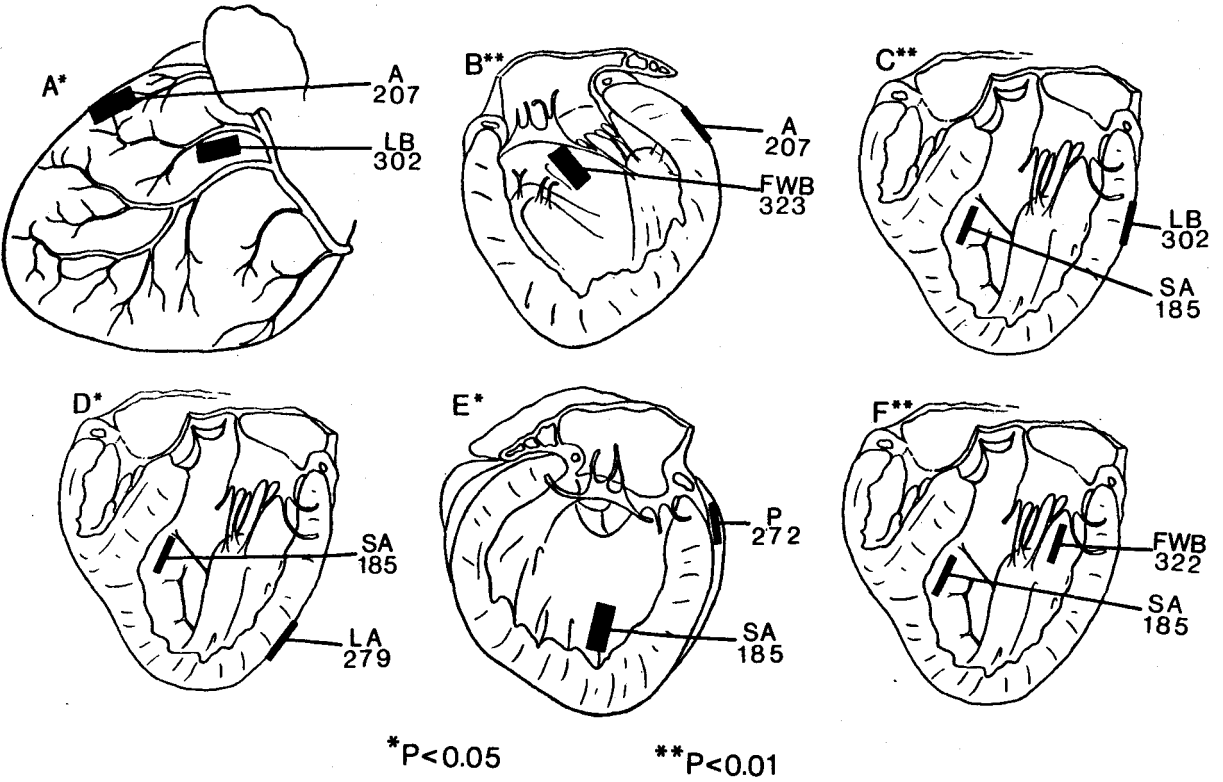 A*
A
207
LB
302
B**
A
207
FWB
323
C**
LB
302
SA
185
D*
SA
185
LA
279
E*
P
272
SA
185
F**
FWB
322
SA
185
*P<0.05
**P<0.01